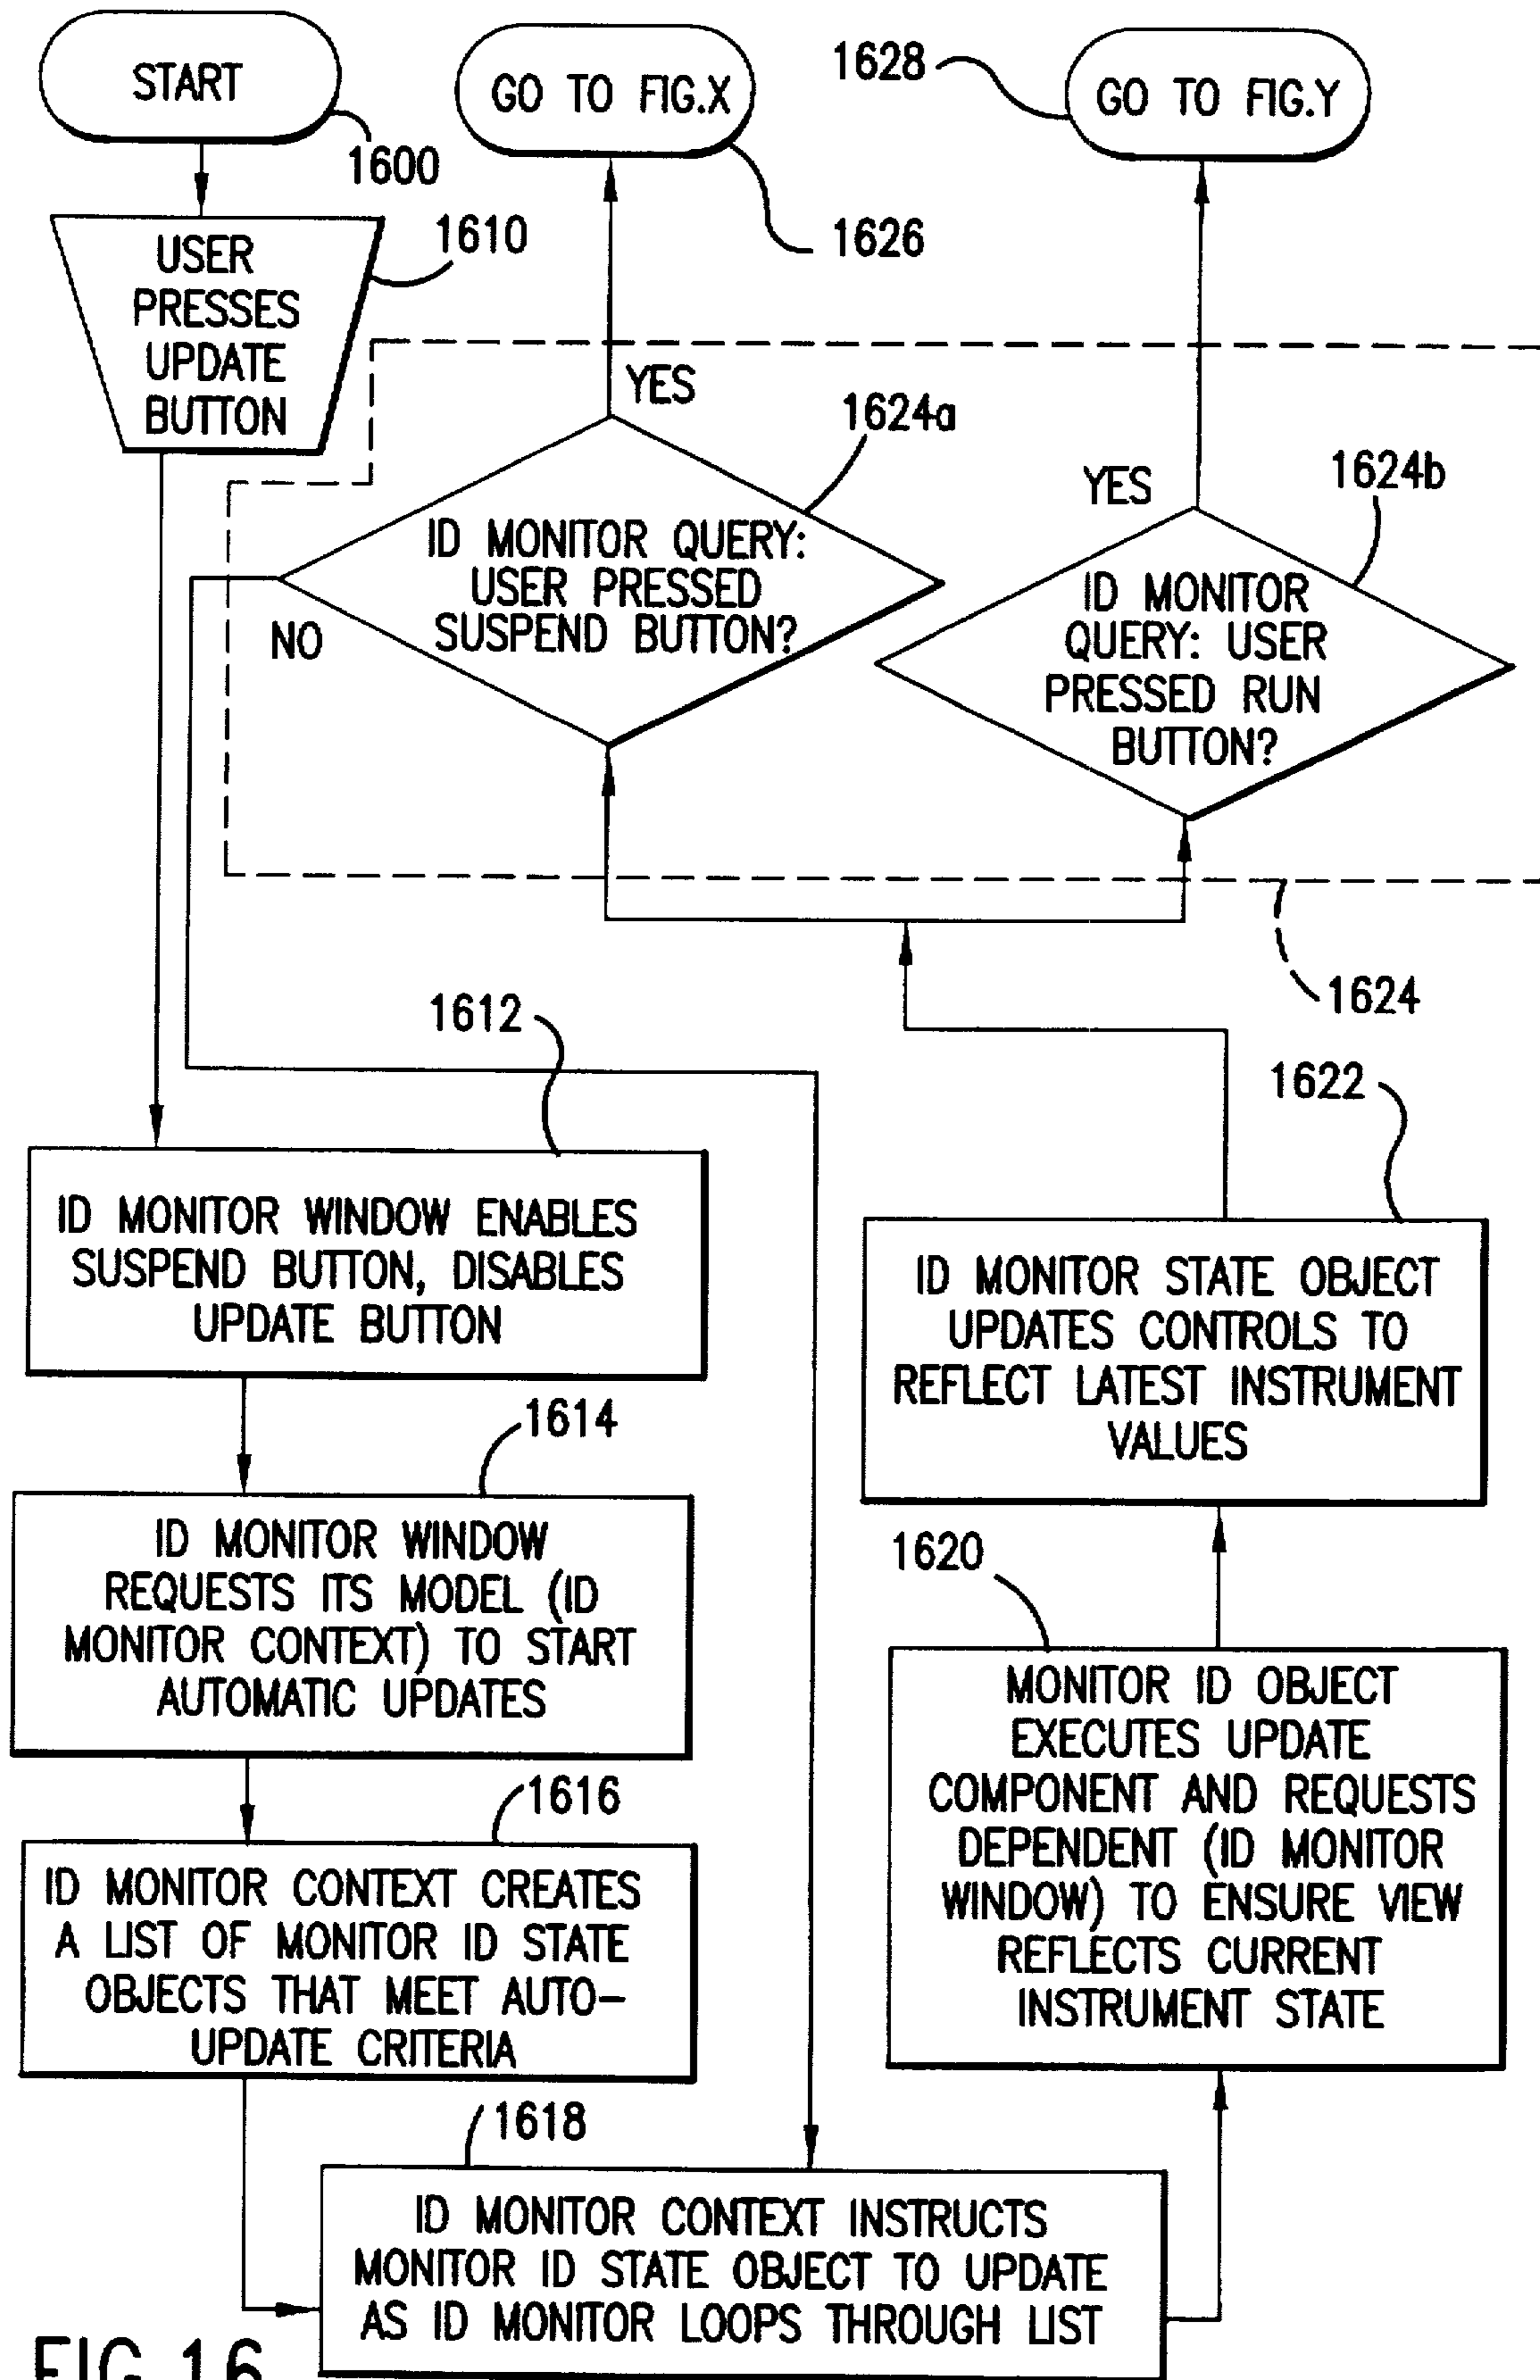 START
1600
GO TO FIG.X
1626
1628
GO TO FIG.Y
USER
PRESSES
UPDATE
BUTTON
1610
YES
1624a
ID MONITOR QUERY:
USER PRESSED
SUSPEND BUTTON?
NO
YES
1624b
ID MONITOR
QUERY: USER
PRESSED RUN
BUTTON?
1624
1612
ID MONITOR WINDOW ENABLES
SUSPEND BUTTON, DISABLES
UPDATE BUTTON
1614
ID MONITOR WINDOW
REQUESTS ITS MODEL (ID
MONITOR CONTEXT) TO START
AUTOMATIC UPDATES
1616
ID MONITOR CONTEXT CREATES
A LIST OF MONITOR ID STATE
OBJECTS THAT MEET AUTO-
UPDATE CRITERIA
1618
ID MONITOR CONTEXT INSTRUCTS
MONITOR ID STATE OBJECT TO UPDATE
AS ID MONITOR LOOPS THROUGH LIST
1622
ID MONITOR STATE OBJECT
UPDATES CONTROLS TO
REFLECT LATEST INSTRUMENT
VALUES
1620
MONITOR ID OBJECT
EXECUTES UPDATE
COMPONENT AND REQUESTS
DEPENDENT (ID MONITOR
WINDOW) TO ENSURE VIEW
REFLECTS CURRENT
INSTRUMENT STATE
FIG.16